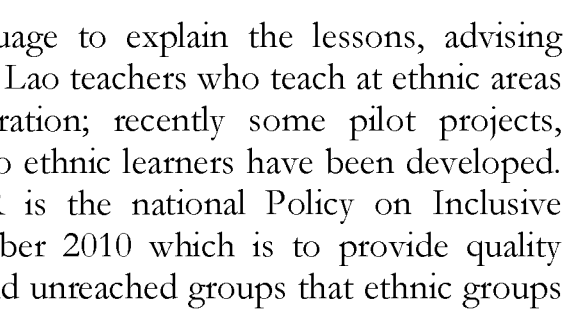 uage to explain the lessons, advising
Lao teachers who teach at ethnic areas
ration; recently some pilot projects,
o ethnic learners have been developed.
R is the national Policy on Inclusive
ber 2010 which is to provide quality
d unreached groups that ethnic groups